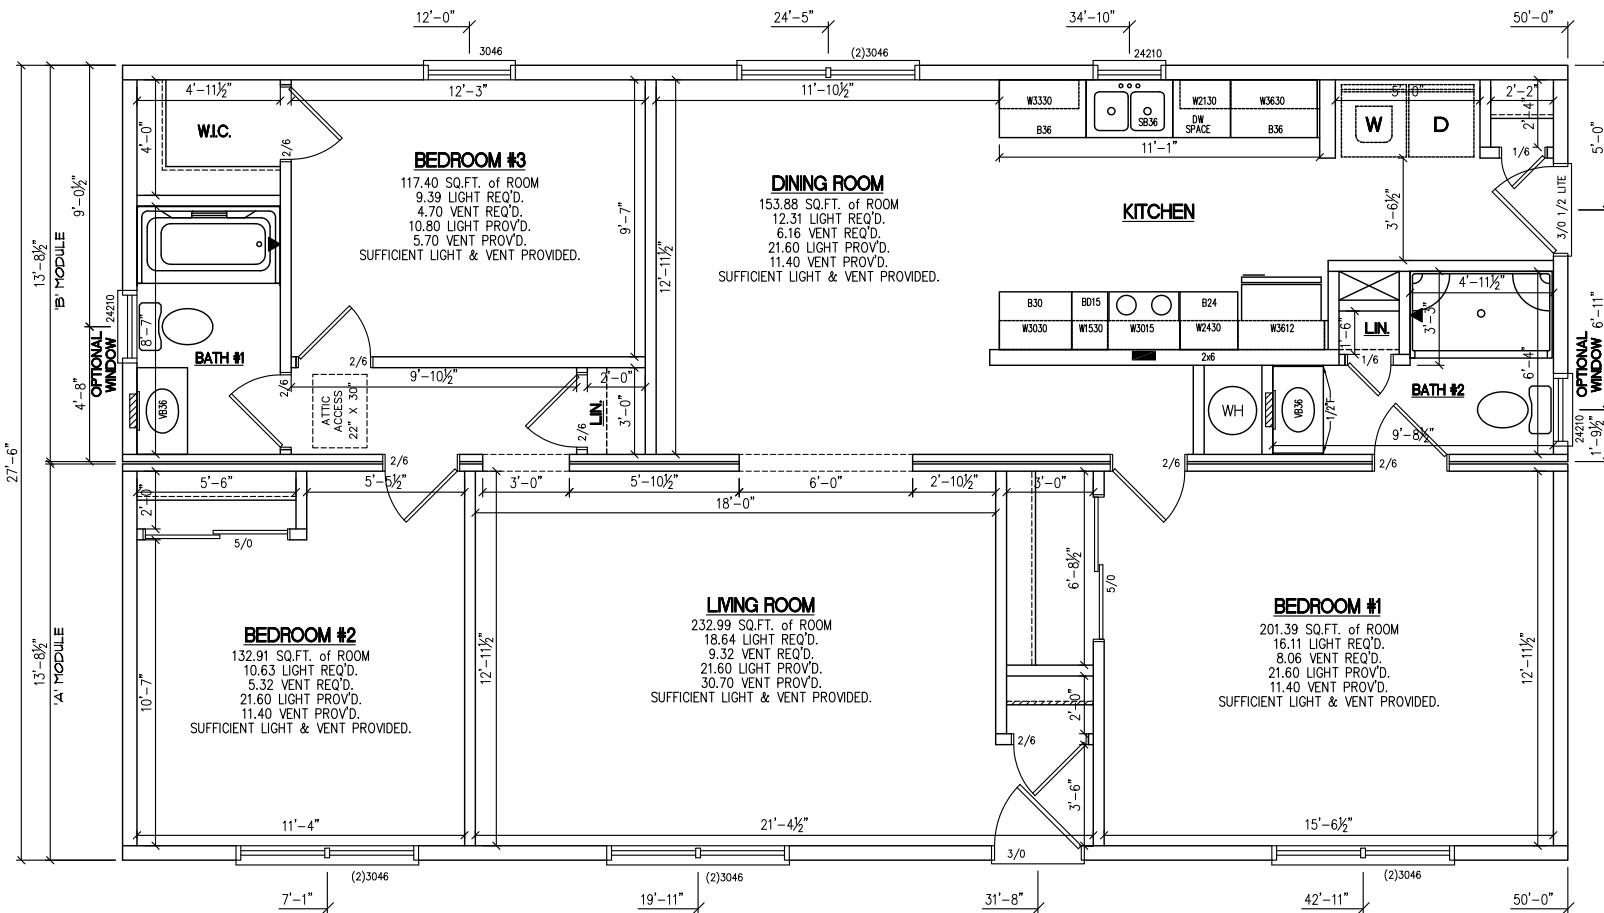 12'-0"
24'-5"
34'-10"
50'-0"
3046
(2)3046
24210
4'-11½"
12'-3"
11'-10½"
5'-0"
2'-2"
W3330
B36
SB36
W2130
DW
SPACE
W3630
B36
W
D
2'-4"
1/6
5'-0"
11'-1"
4'-0"
W.I.C.
2/6
BEDROOM #3
117.40 SQ.FT. of ROOM
9.39 LIGHT REQ'D.
4.70 VENT REQ'D.
10.80 LIGHT PROV'D.
5.70 VENT PROV'D.
SUFFICIENT LIGHT & VENT PROVIDED.
9'-7"
12'-11½"
DINING ROOM
153.88 SQ.FT. of ROOM
12.31 LIGHT REQ'D.
6.16 VENT REQ'D.
21.60 LIGHT PROV'D.
11.40 VENT PROV'D.
SUFFICIENT LIGHT & VENT PROVIDED.
KITCHEN
3'-6½"
3/0 1/2 LITE
9'-0½"
13'-8½"
'B' MODULE
24210
8'-7"
BATH #1
OPTIONAL
WINDOW
4'-8"
VB36
2/6
2/6
9'-10½"
2'-0"
ATTIC
ACCESS
22" X 30"
2/6
LIN.
3'-0"
B30
BD15
B24
W3030
W1530
W3015
W2430
W3612
2x6
1'-6"
LIN.
1/6
4'-11½"
3'-3"
6'-4"
6'-11"
OPTIONAL
WINDOW
BATH #2
WH
VB36
1/2"F
9'-8½"
24210
1'-9½"
27'-6"
2/6
2/6
2/6
5'-6"
5'-5½"
3'-0"
5'-10½"
6'-0"
2'-10½"
3'-0"
18'-0"
2'-0"
5/0
6'-8½"
5/0
13'-8½"
'A' MODULE
BEDROOM #2
132.91 SQ.FT. of ROOM
10.63 LIGHT REQ'D.
5.32 VENT REQ'D.
21.60 LIGHT PROV'D.
11.40 VENT PROV'D.
SUFFICIENT LIGHT & VENT PROVIDED.
10'-7"
12'-11½"
LIVING ROOM
232.99 SQ.FT. of ROOM
18.64 LIGHT REQ'D.
9.32 VENT REQ'D.
21.60 LIGHT PROV'D.
30.70 VENT PROV'D.
SUFFICIENT LIGHT & VENT PROVIDED.
BEDROOM #1
201.39 SQ.FT. of ROOM
16.11 LIGHT REQ'D.
8.06 VENT REQ'D.
21.60 LIGHT PROV'D.
11.40 VENT PROV'D.
SUFFICIENT LIGHT & VENT PROVIDED.
12'-11½"
2'-0"
2/6
3'-6"
11'-4"
21'-4½"
15'-6½"
3/0
(2)3046
(2)3046
(2)3046
7'-1"
19'-11"
31'-8"
42'-11"
50'-0"